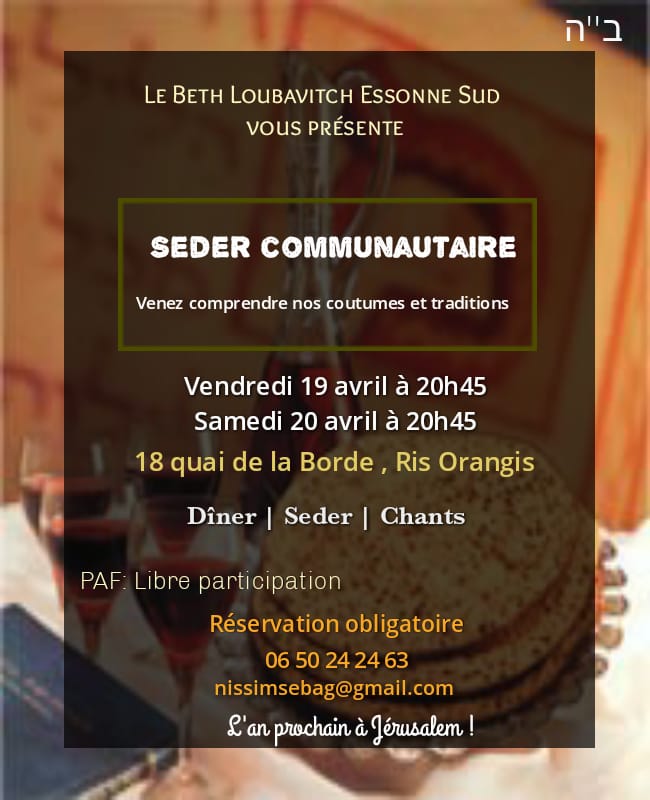 ב''ה
Le Beth Loubavitch Essonne Sud
vous présente
SEDER COMMUNAUTAIRE
Venez comprendre nos coutumes et traditions
Vendredi 19 avril à 20h45
Samedi 20 avril à 20h45
18 quai de la Borde , Ris Orangis
Dîner | Seder | Chants
PAF: Libre participation
Réservation obligatoire
06 50 24 24 63
nissimsebag@gmail.com
L'an prochain à Jérusalem !